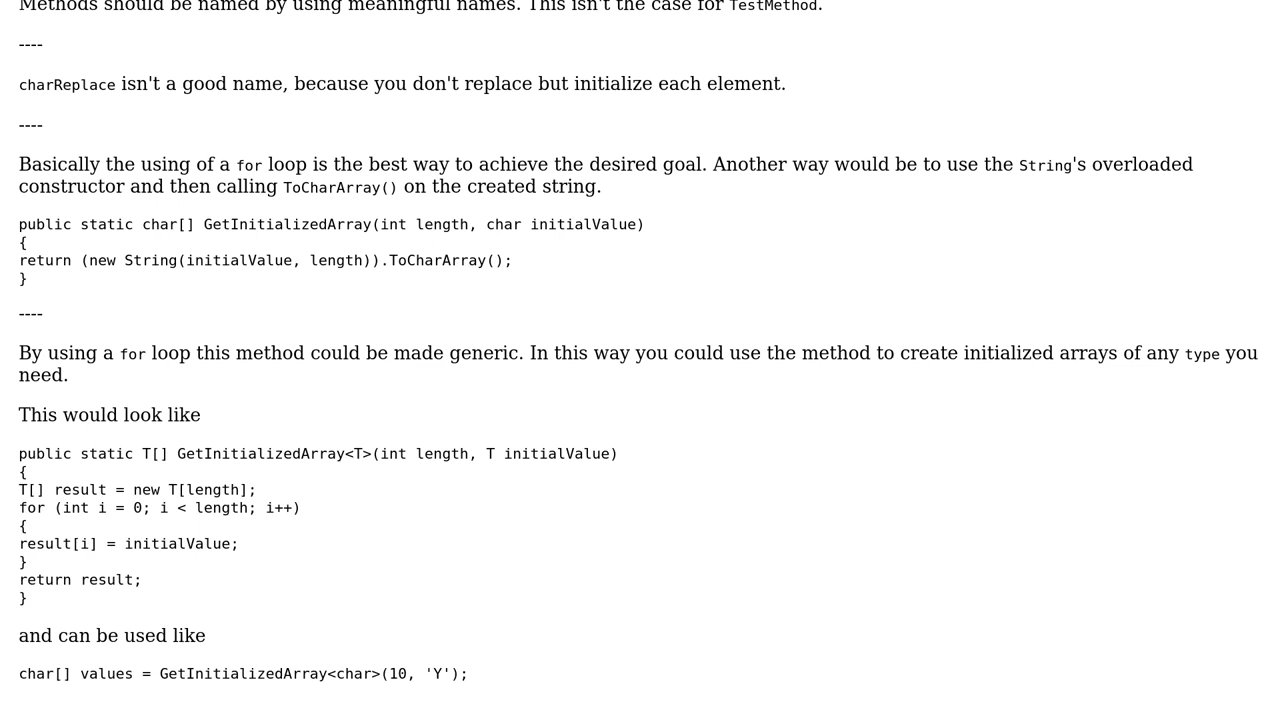 Methods should be named by using meaningful names. This isn't the case for TestMethod.
----
charReplace isn't a good name, because you don't replace but initialize each element.
----
Basically the using of a for loop is the best way to achieve the desired goal. Another way would be to use the String's overloaded
constructor and then calling ToCharArray() on the created string.
public static char[] GetInitializedArray(int length, char initialValue)
{
return (new String(initialValue, length)).ToCharArray();
}
----
By using a for loop this method could be made generic. In this way you could use the method to create initialized arrays of any type you
need.
This would look like
public static T[] GetInitializedArray<T>(int length, T initialValue)
{
T[] result = new T[length];
for (int i = 0; i < length; i++)
{
result[i] = initialValue;
}
return result;
}
and can be used like
char[] values = GetInitializedArray<char>(10, 'Y');